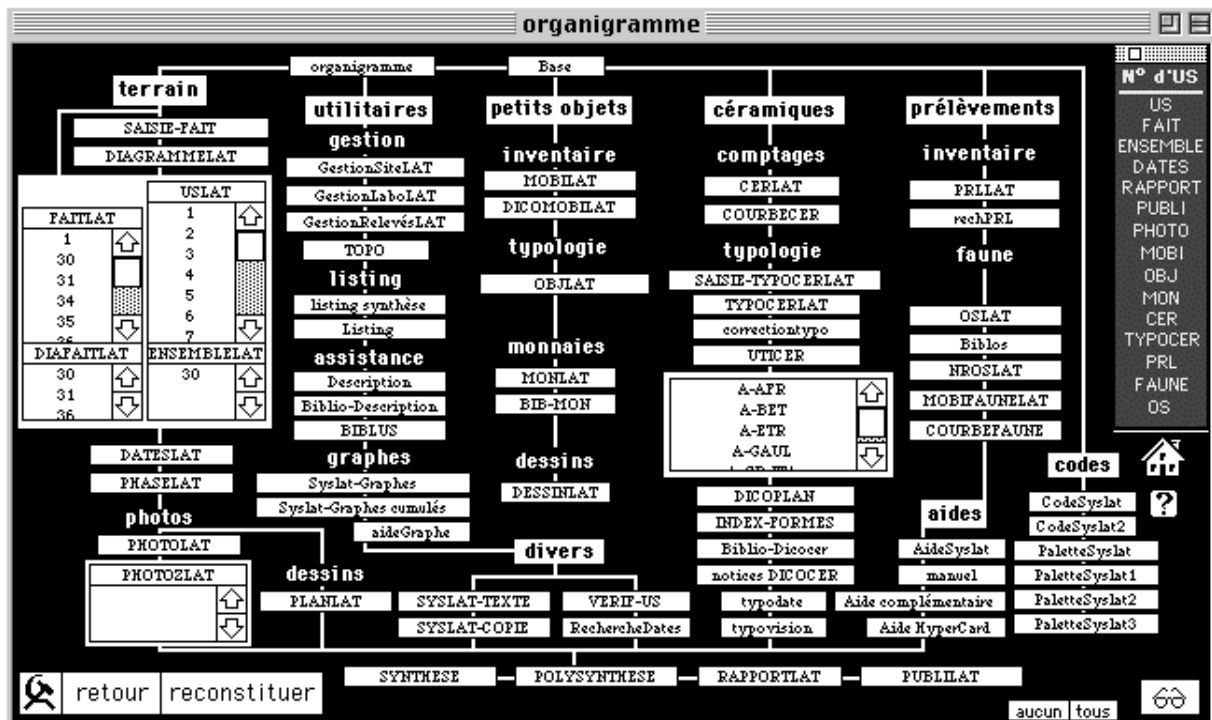 organigramme
organigramme
Base
terrain
SAISIE-FAIT
DIAGRAMMELAT
FAITLAT
1
30
31
34
35
36
USLAT
1
2
3
4
5
6
7
DIAFAITLAT
30
31
36
ENSEMBLELAT
30
DATESLAT
PHASELAT
photos
PHOTOLAT
PHOTOZLAT
dessins
PLANLAT
utilitaires
gestion
GestionSiteLAT
GestionLaboLAT
GestionRelevésLAT
TOPO
listing
listing synthèse
Listing
assistance
Description
Biblio-Description
BIBLUS
graphes
Syslat-Graphes
Syslat-Graphes cumulés
aideGraphe
petits objets
inventaire
MOBILAT
DICOMOBILAT
typologie
OBJLAT
monnaies
MONLAT
BIB-MON
dessins
DESSINLAT
divers
SYSLAT-TEXTE
SYSLAT-COPIE
VERIF-US
RechercheDates
céramiques
comptages
CERLAT
COURBECER
typologie
SAISIE-TYPOCERLAT
TYPOCERLAT
correctiontypo
UTICER
A-AFR
A-BET
A-ETR
A-GAUL
DICOPLAN
INDEX-FORMES
Biblio-Dicocer
notices DICOCER
typodate
typovision
prélèvements
inventaire
PRLLAT
rechPRL
faune
OSLAT
Biblos
NROSLAT
MOBIFAUNELAT
COURBEFAUNE
aides
AideSyslat
manuel
Aide complémentaire
Aide HyperCard
codes
CodeSyslat
CodeSyslat2
PaletteSyslat
PaletteSyslat1
PaletteSyslat2
PaletteSyslat3
N° d'US
US
FAIT
ENSEMBLE
DATES
RAPPORT
PUBLI
PHOTO
MOBI
OBJ
MON
CER
TYPOCER
PRL
FAUNE
OS
?
SYNTHESE
POLYSYNTHESE
RAPPORTLAT
PUBLILAT
retour
reconstituer
aucun
tous